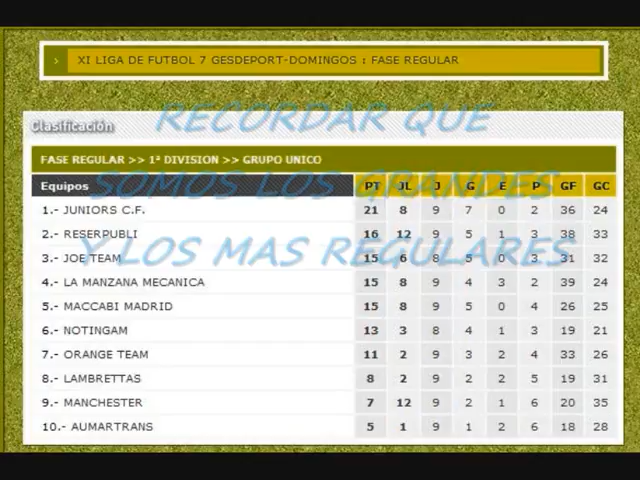 XI LIGA DE FUTBOL 7 GESDEPORT-DOMINGOS : FASE REGULAR
RECORDAR QUE
Clasificación
FASE REGULAR >> 1ª DIVISION >> GRUPO UNICO
SOMOS LOS GRANDES
Equipos PT JL J G E P GF GC
1.- JUNIORS C.F. 21 8 9 7 0 2 36 24
2.- RESERPUBLI 16 12 9 5 1 3 38 33
Y LOS MAS REGULARES
3.- JOE TEAM 15 6 8 5 0 3 31 32
4.- LA MANZANA MECANICA 15 8 9 4 3 2 39 24
5.- MACCABI MADRID 15 8 9 5 0 4 26 25
6.- NOTINGAM 13 3 8 4 1 3 19 21
7.- ORANGE TEAM 11 2 9 3 2 4 33 26
8.- LAMBRETTAS 8 2 9 2 2 5 19 31
9.- MANCHESTER 7 12 9 2 1 6 20 35
10.- AUMARTRANS 5 1 9 1 2 6 18 28